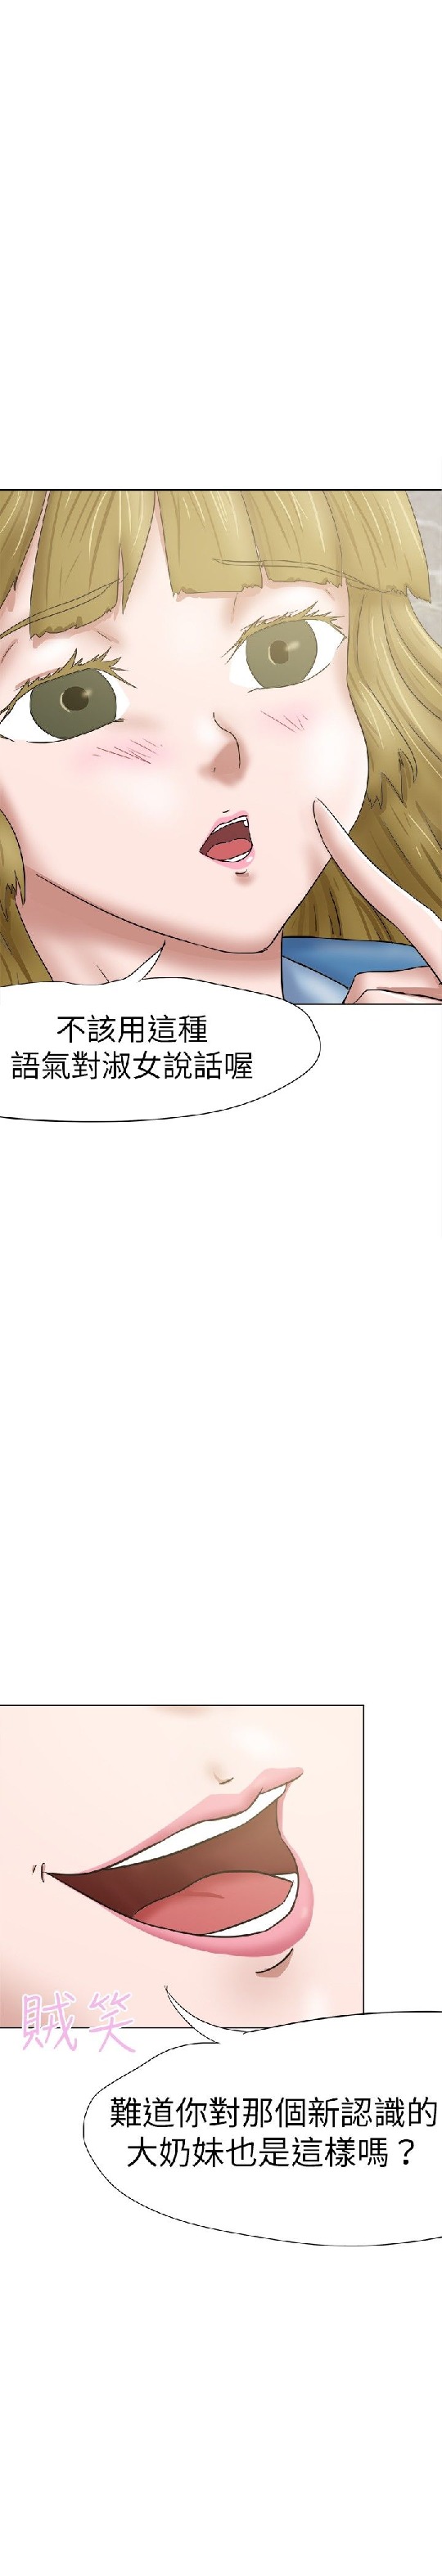 不該用這種
語氣對淑女說話喔
賊笑
難道你對那個新認識的
大奶妹也是這樣嗎？